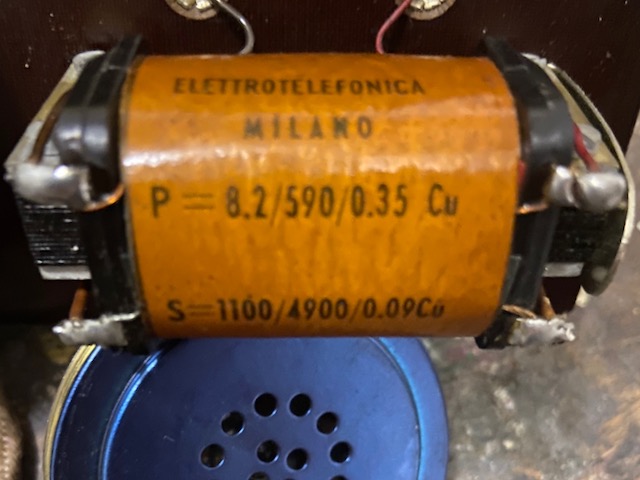 ELETTROTELEFONICA
MILANO
P = 8.2/590/0.35 Cu
S=1100/4900/0.09Cu